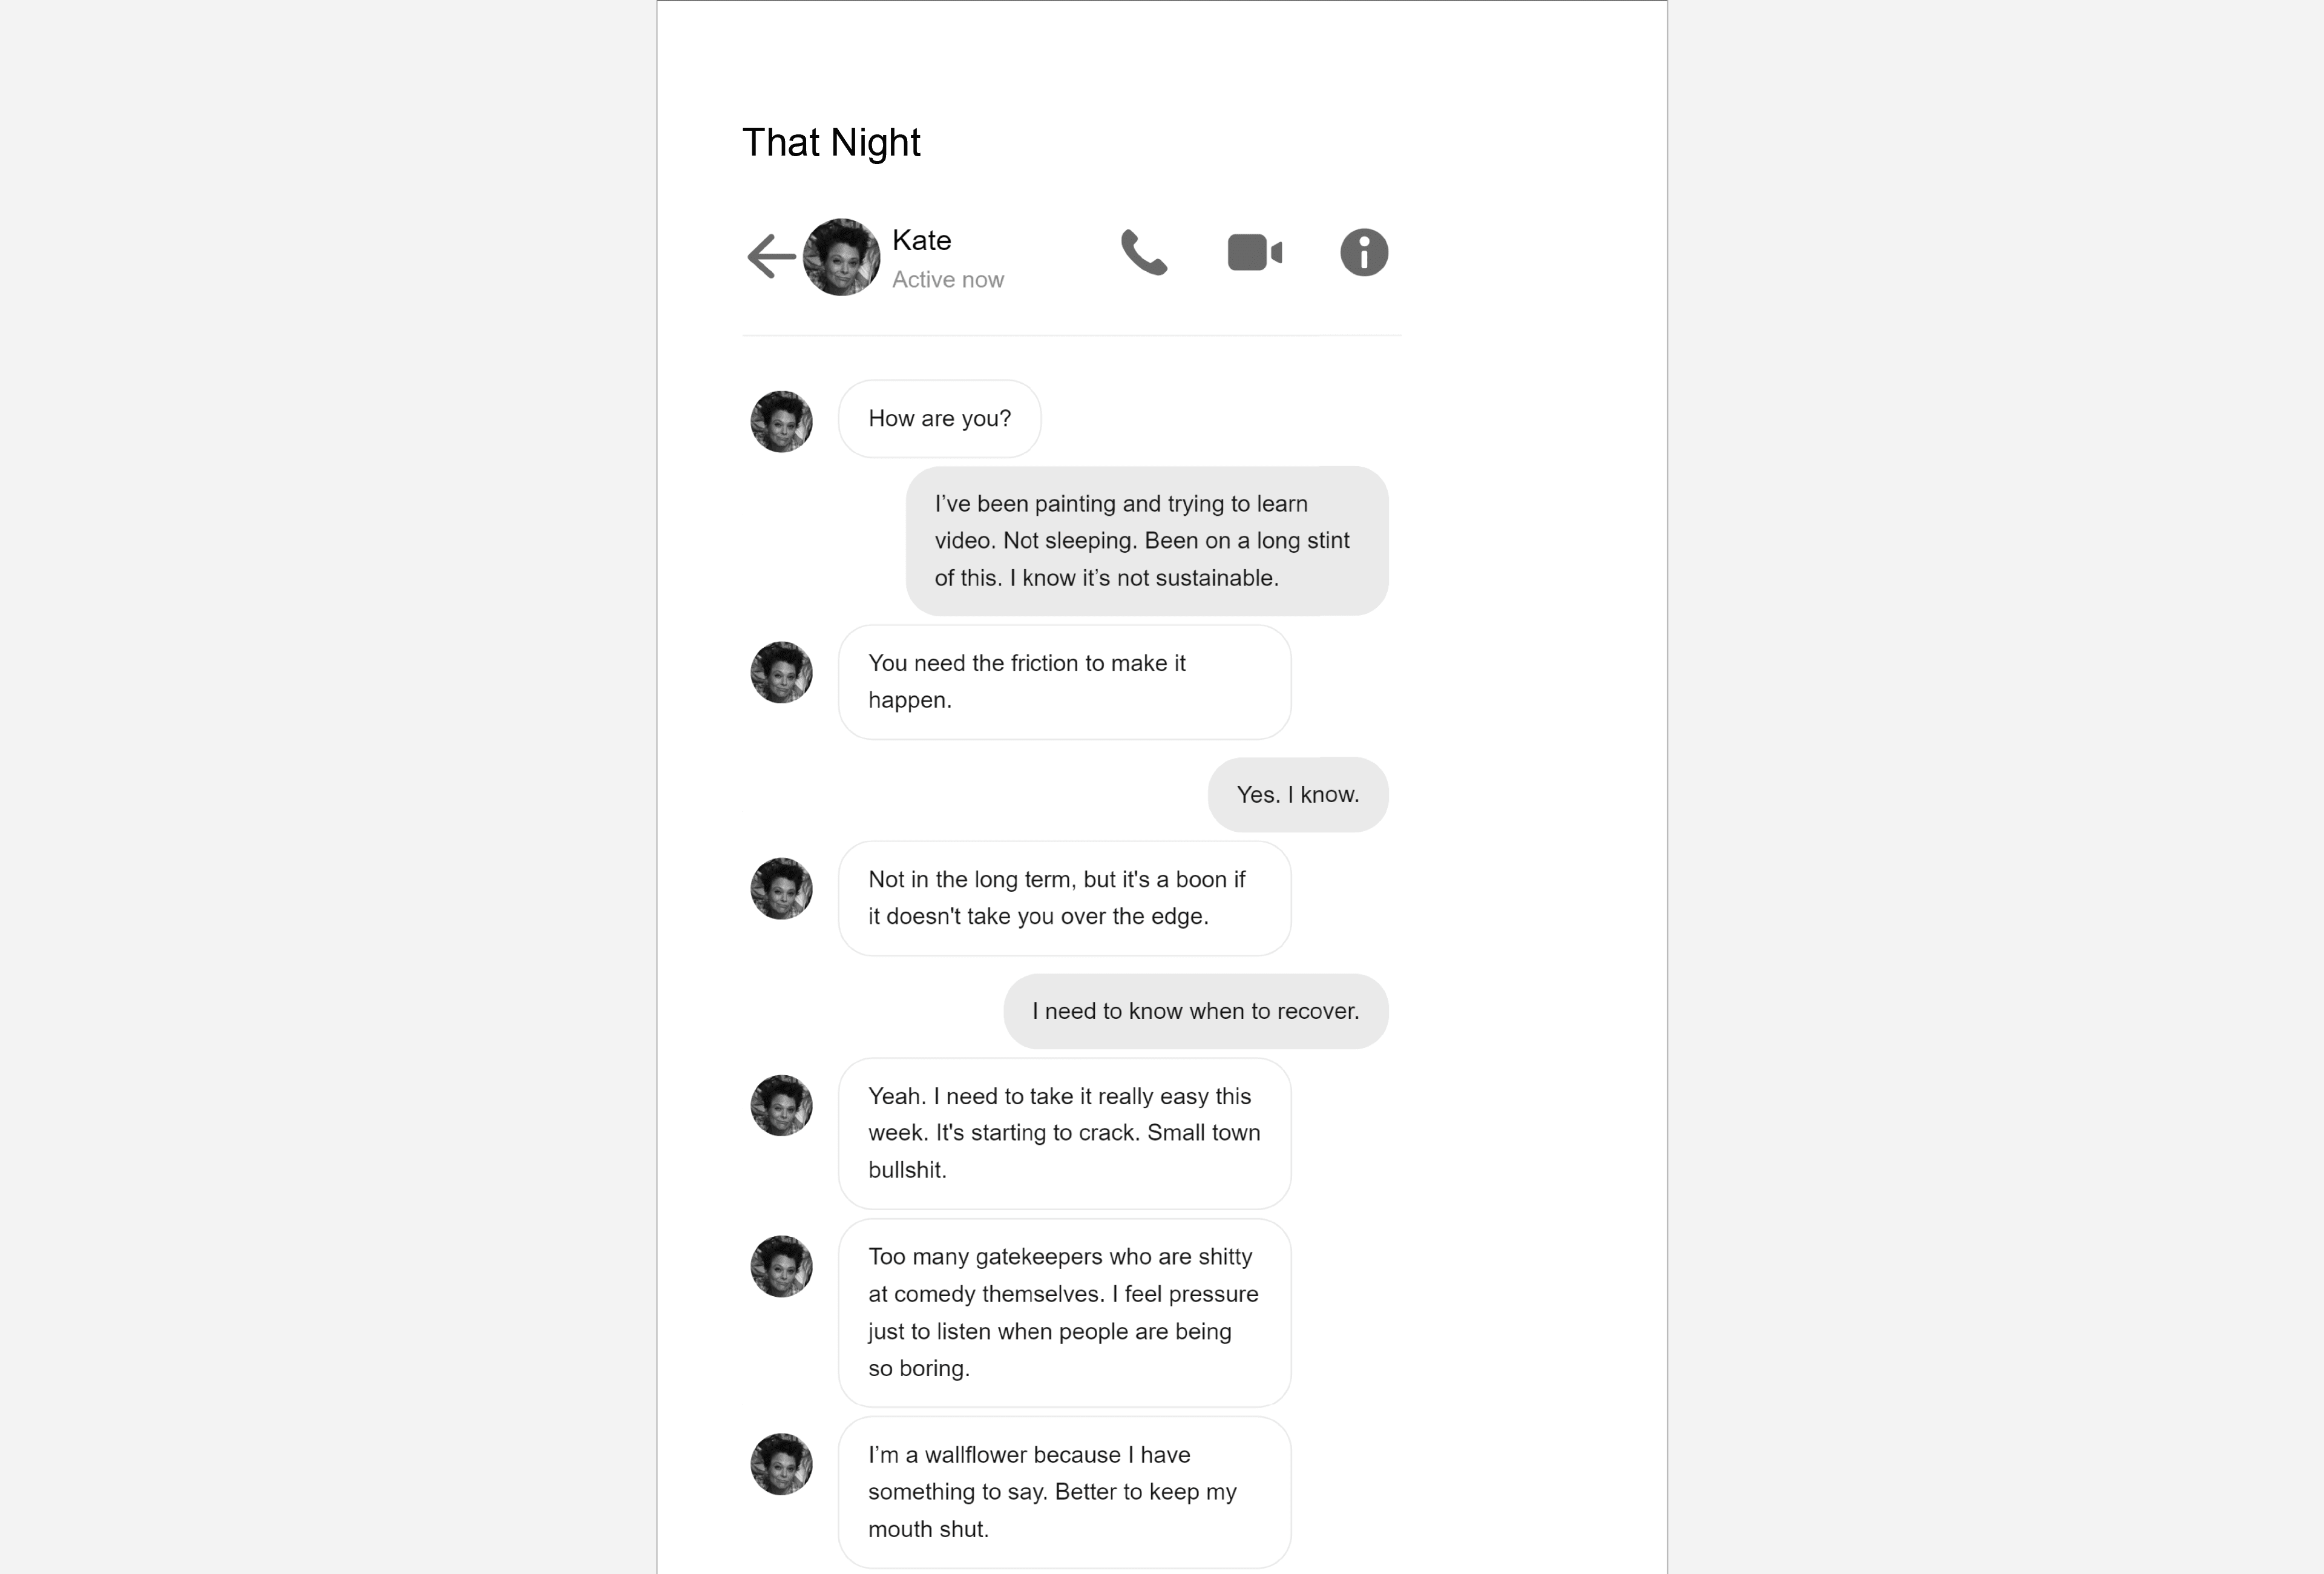 That Night
Kate
Active now
How are you?
I’ve been painting and trying to learn
video. Not sleeping. Been on a long stint
of this. I know it’s not sustainable.
You need the friction to make it
happen.
Yes. I know.
Not in the long term, but it's a boon if
it doesn't take you over the edge.
I need to know when to recover.
Yeah. I need to take it really easy this
week. It's starting to crack. Small town
bullshit.
Too many gatekeepers who are shitty
at comedy themselves. I feel pressure
just to listen when people are being
so boring.
I’m a wallflower because I have
something to say. Better to keep my
mouth shut.